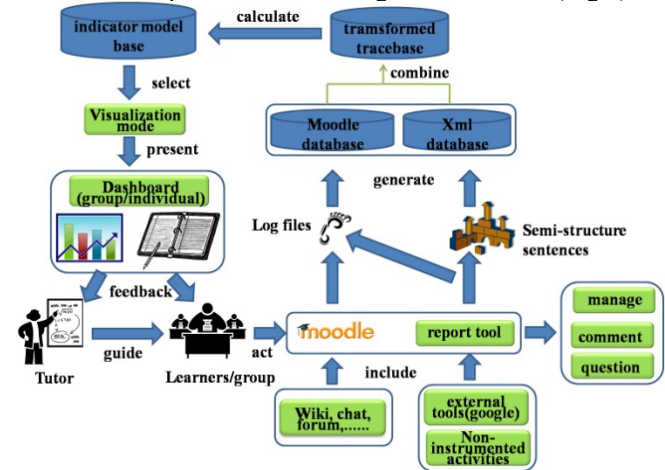 indicator model
base
calculate
tramsformed
tracebase
combine
select
Visualization
mode
present
Moodle
database
Xml
database
generate
Dashboard
(group/individual)
Log files
Semi-structure
sentences
feedback
guide
Tutor
Learners/group
act
moodle
report tool
include
Wiki, chat,
forum,......
external
tools(google)
Non-
instrumented
activities
manage
comment
question